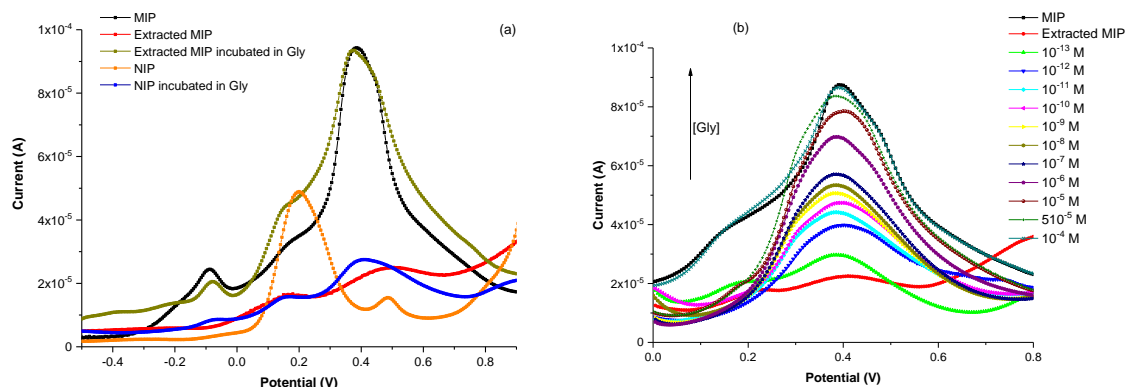 MIP
Extracted MIP
Extracted MIP incubated in Gly
NIP
NIP incubated in Gly
(a)
1x10⁻⁴
8x10⁻⁵
6x10⁻⁵
4x10⁻⁵
2x10⁻⁵
0
Current (A)
-0.4 -0.2 0.0 0.2 0.4 0.6 0.8
Potential (V)
(b)
[Gly]
1x10⁻⁴
8x10⁻⁵
6x10⁻⁵
4x10⁻⁵
2x10⁻⁵
0
Current (A)
0.0 0.2 0.4 0.6 0.8
Potential (V)
MIP
Extracted MIP
10⁻¹³ M
10⁻¹² M
10⁻¹¹ M
10⁻¹⁰ M
10⁻⁹ M
10⁻⁸ M
10⁻⁷ M
10⁻⁶ M
10⁻⁵ M
510⁻⁵ M
10⁻⁴ M